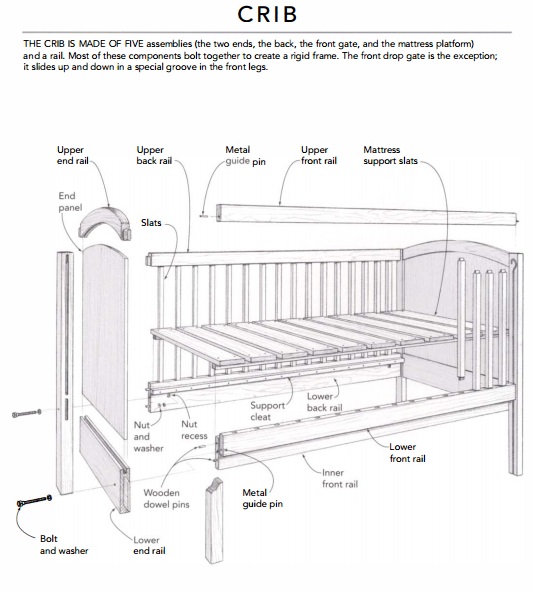 CRIB
THE CRIB IS MADE OF FIVE assemblies (the two ends, the back, the front gate, and the mattress platform)
and a rail. Most of these components bolt together to create a rigid frame. The front drop gate is the exception;
it slides up and down in a special groove in the front legs.
Upper
end rail
Upper
back rail
Metal
guide pin
Upper
front rail
Mattress
support slats
End
panel
Slats
Nut
and
washer
Nut
recess
Support
cleat
Lower
back rail
Lower
front rail
Inner
front rail
Wooden
dowel pins
Metal
guide pin
Bolt
and washer
Lower
end rail